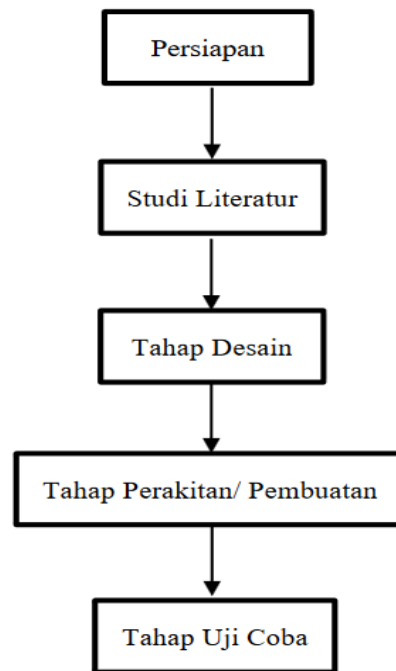 Persiapan
Studi Literatur
Tahap Desain
Tahap Perakitan/ Pembuatan
Tahap Uji Coba